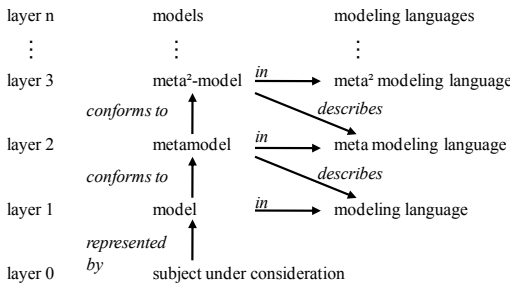 layer n models modeling languages
⋮ ⋮ ⋮
in
layer 3 meta²-model meta² modeling language
conforms to describes
in
layer 2 metamodel meta modeling language
conforms to describes
in
layer 1 model modeling language
represented
by
layer 0 subject under consideration